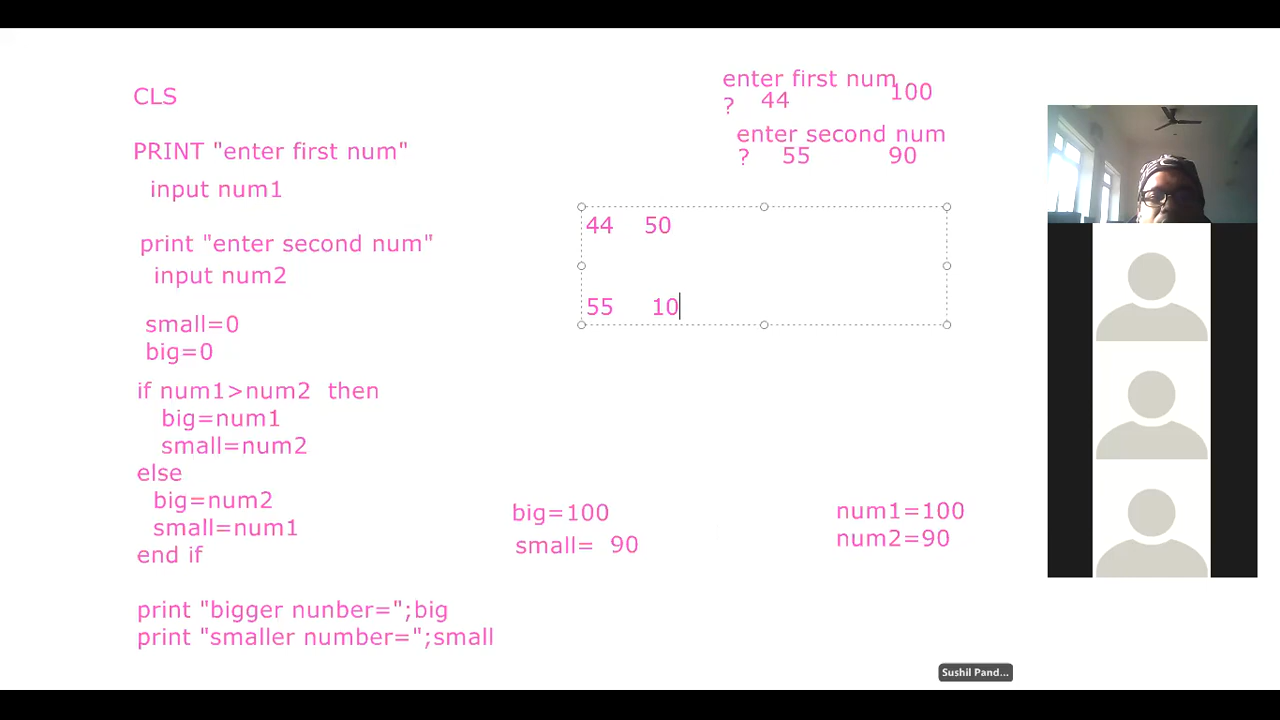 CLS
PRINT "enter first num"
input num1
print "enter second num"
input num2
small=0
big=0
if num1>num2 then
big=num1
small=num2
else
big=num2
small=num1
end if
print "bigger nunber=";big
print "smaller number=";small
enter first num
? 44 100
enter second num
? 55 90
44 50
55 10
big=100
small= 90
num1=100
num2=90
Sushil Pand...